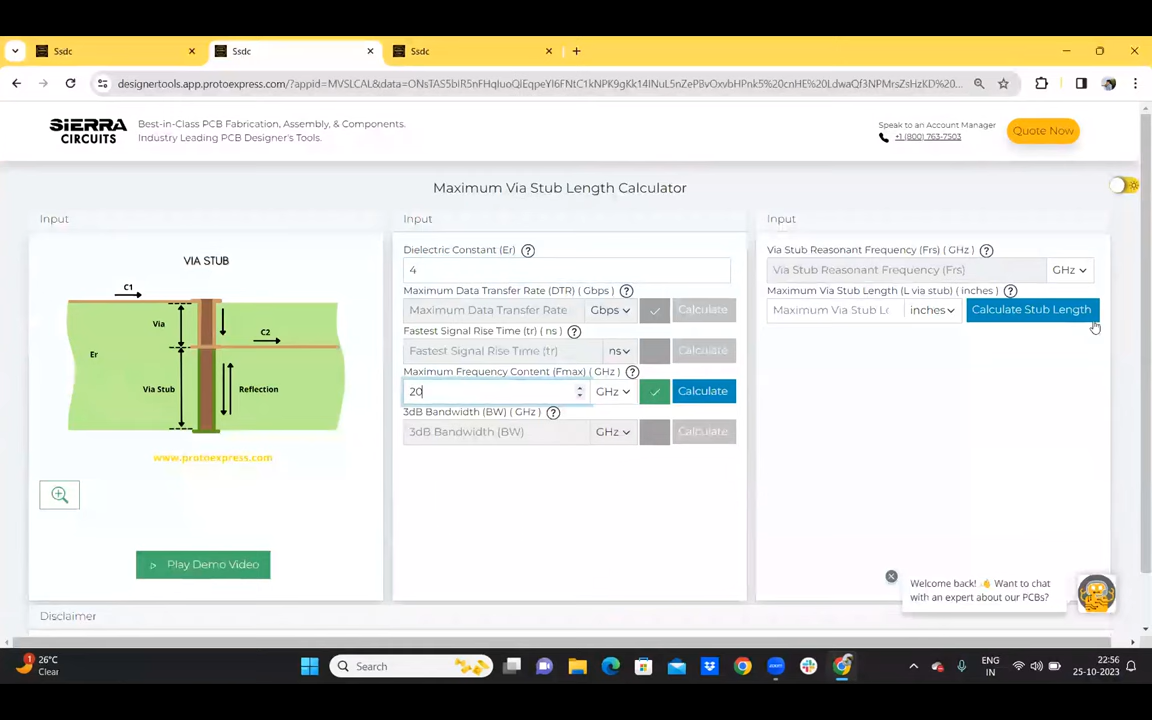 Ssdc
Ssdc
Ssdc
designertools.app.protoexpress.com/?appid=MVSLCAL&data=
SIERRA
CIRCUITS
Best-in-Class PCB Fabrication, Assembly, & Components.
Industry Leading PCB Designer's Tools.
Speak to an Account Manager
+1 (800) 763-7503
Quote Now
Maximum Via Stub Length Calculator
Input
VIA STUB
C1
Via
C2
Er
Via Stub
Reflection
www.protoexpress.com
Play Demo Video
Input
Dielectric Constant (Er) ?
4
Maximum Data Transfer Rate (DTR) ( Gbps) ?
Maximum Data Transfer Rate Gbps Calculate
Fastest Signal Rise Time (tr) ( ns) ?
Fastest Signal Rise Time (tr) ns Calculate
Maximum Frequency Content (Fmax) ( GHz) ?
20 GHz Calculate
3dB Bandwidth (BW) ( GHz) ?
3dB Bandwidth (BW) GHz Calculate
Input
Via Stub Reasonant Frequency (Frs) ( GHz) ?
Via Stub Reasonant Frequency (Frs) GHz
Maximum Via Stub Length (L via stub) ( inches) ?
Maximum Via Stub Le inches Calculate Stub Length
Welcome back! Want to chat
with an expert about our PCBs?
Disclaimer
1
26°C
Clear
Search
ENG
IN
22:56
25-10-2023